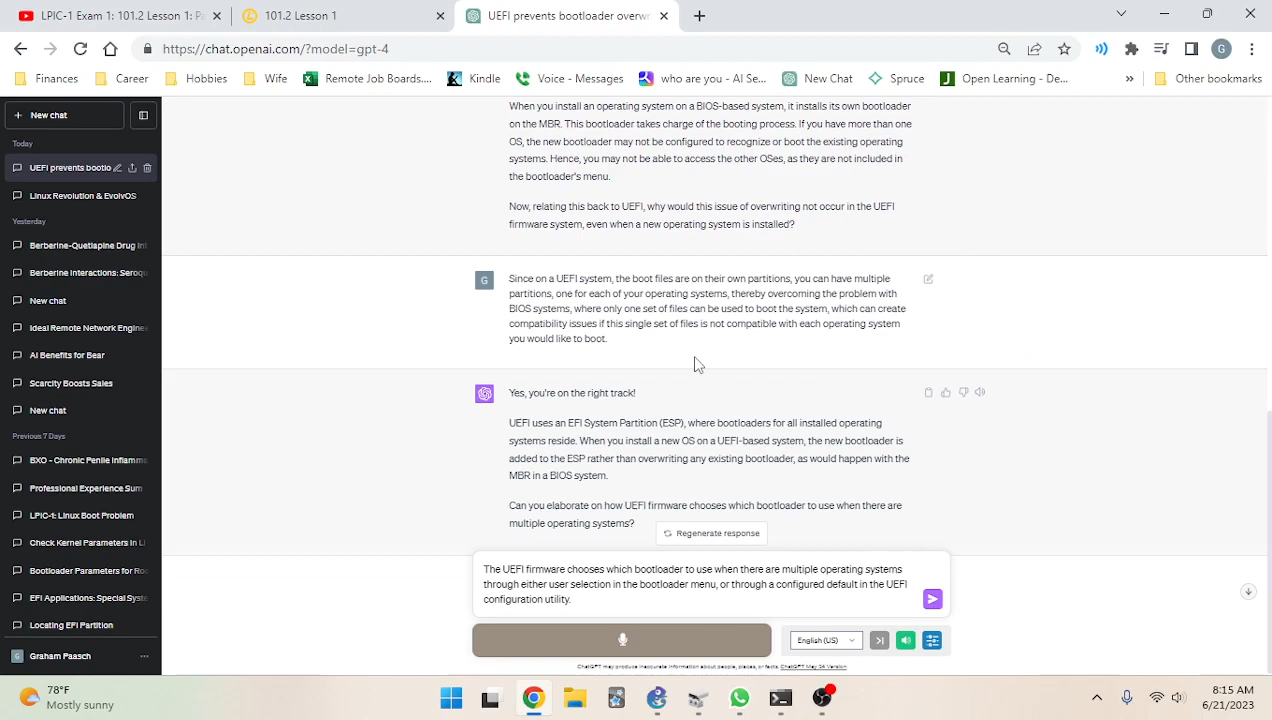 LPIC-1 Exam 1: 101.2 Lesson 1: Pa
101.2 Lesson 1
UEFI prevents bootloader overwr
https://chat.openai.com/?model=gpt-4
G
Finances
Career
Hobbies
Wife
Remote Job Boards....
Kindle
Voice - Messages
who are you - AI Se...
New Chat
Spruce
Open Learning - De...
»
Other bookmarks
+ New chat
Today
UEFI prevents bootlo
Linux Revolution & EvolvOS
Yesterday
Berberine-Quetiapine Drug Int
Berberine Interactions: Seroqu
New chat
Ideal Remote Network Engine
AI Benefits for Bear
Scarcity Boosts Sales
New chat
Previous 7 Days
BXO - Chronic Penile Inflamm
Professional Experience Sum
LPIC-1: Linux Boot Problem
Check Kernel Parameters in Li
Bootloader Parameters for Ro
EFI Applications: Special Syst
Locating EFI Partition
Graham Paasch
...
When you install an operating system on a BIOS-based system, it installs its own bootloader
on the MBR. This bootloader takes charge of the booting process. If you have more than one
OS, the new bootloader may not be configured to recognize or boot the existing operating
systems. Hence, you may not be able to access the other OSes, as they are not included in
the bootloader's menu.
Now, relating this back to UEFI, why would this issue of overwriting not occur in the UEFI
firmware system, even when a new operating system is installed?
G
Since on a UEFI system, the boot files are on their own partitions, you can have multiple
partitions, one for each of your operating systems, thereby overcoming the problem with
BIOS systems, where only one set of files can be used to boot the system, which can create
compatibility issues if this single set of files is not compatible with each operating system
you would like to boot.
Yes, you're on the right track!
UEFI uses an EFI System Partition (ESP), where bootloaders for all installed operating
systems reside. When you install a new OS on a UEFI-based system, the new bootloader is
added to the ESP rather than overwriting any existing bootloader, as would happen with the
MBR in a BIOS system.
Can you elaborate on how UEFI firmware chooses which bootloader to use when there are
multiple operating systems?
Regenerate response
The UEFI firmware chooses which bootloader to use when there are multiple operating systems
through either user selection in the bootloader menu, or through a configured default in the UEFI
configuration utility.
English (US)
ChatGPT may produce inaccurate information about people, places, or facts. ChatGPT May 24 Version
78°F
Mostly sunny
8:15 AM
6/21/2023